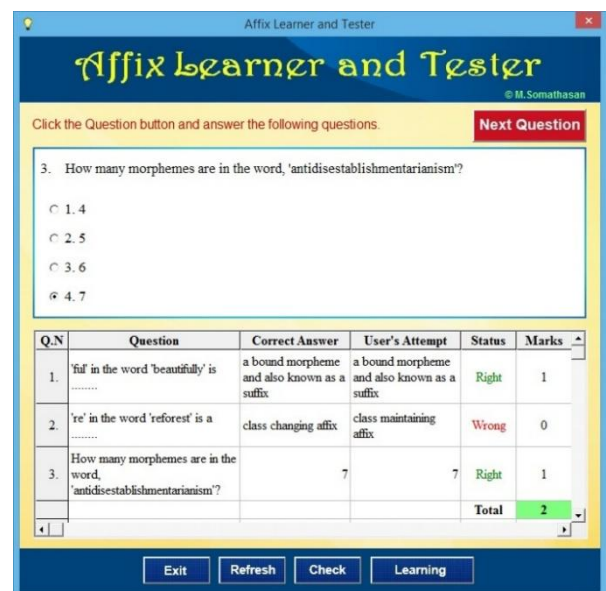 Affix Learner and Tester
Affix Learner and Tester
© M.Somathasan
Click the Question button and answer the following questions.
Next Question
3. How many morphemes are in the word, 'antidisestablishmentarianism'?
1. 4
2. 5
3. 6
4. 7
Q.N Question Correct Answer User's Attempt Status Marks
1. 'ful' in the word 'beautifully' is ........ a bound morpheme and also known as a suffix a bound morpheme and also known as a suffix Right 1
2. 're' in the word 'reforest' is a ........ class changing affix class maintaining affix Wrong 0
3. How many morphemes are in the word, 'antidisestablishmentarianism'? 7 7 Right 1
Total 2
Exit Refresh Check Learning